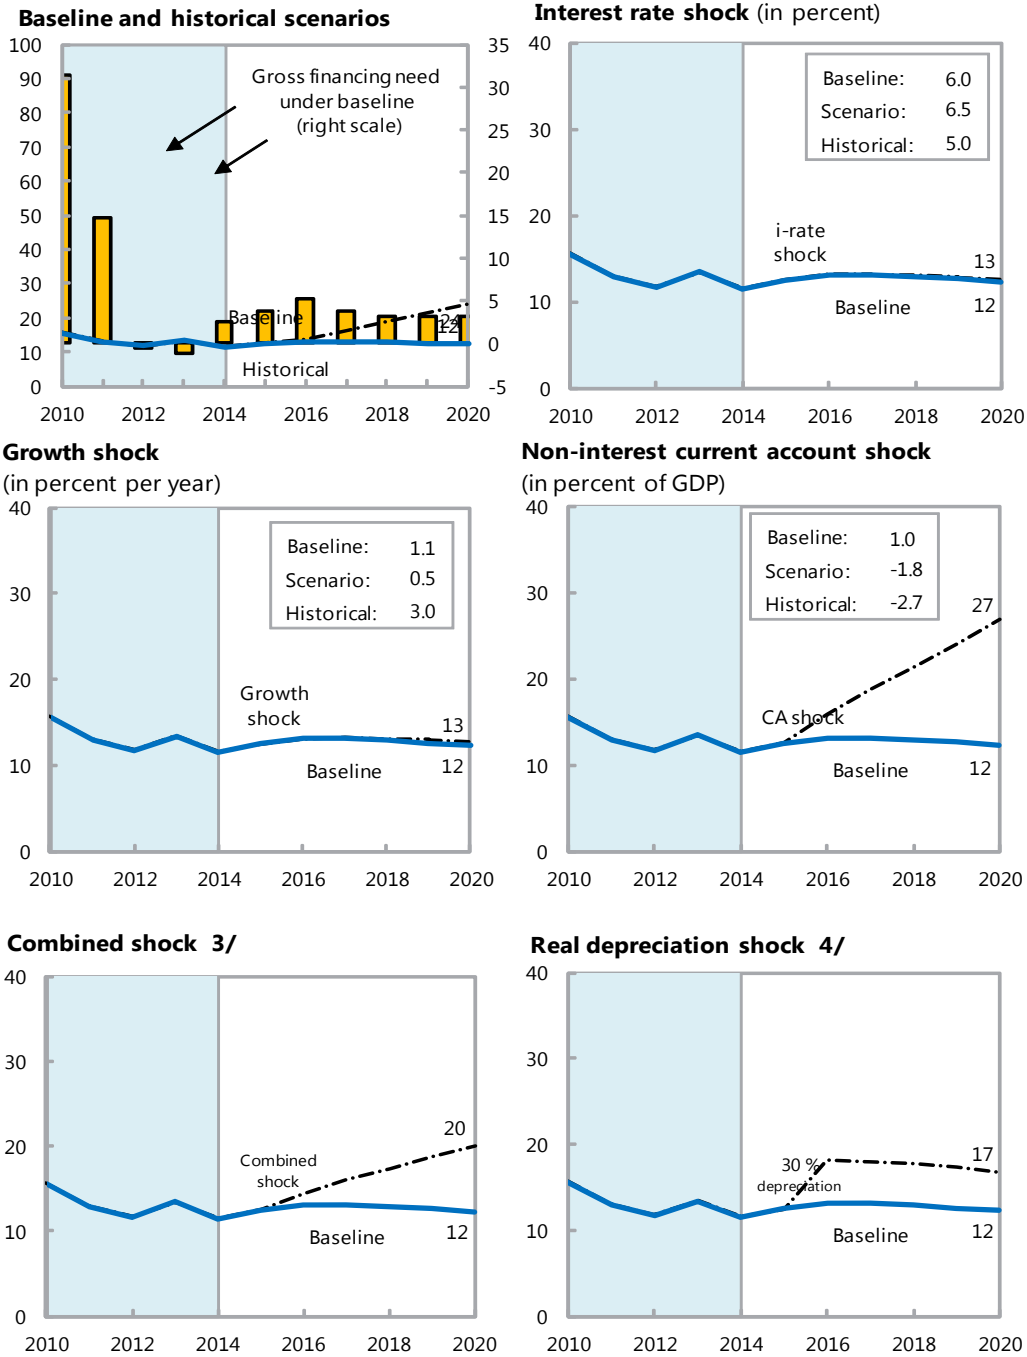 Baseline and historical scenarios
100
90
80
70
60
50
40
30
20
10
0
35
30
25
20
15
10
5
0
-5
Gross financing need
under baseline
(right scale)
Baseline
24
12
Historical
2010 2012 2014 2016 2018 2020
Interest rate shock (in percent)
40
30
20
10
0
Baseline: 6.0
Scenario: 6.5
Historical: 5.0
i-rate
shock
13
Baseline
12
2010 2012 2014 2016 2018 2020
Growth shock
(in percent per year)
40
30
20
10
0
Baseline: 1.1
Scenario: 0.5
Historical: 3.0
Growth
shock
13
Baseline
12
2010 2012 2014 2016 2018 2020
Non-interest current account shock
(in percent of GDP)
40
30
20
10
0
Baseline: 1.0
Scenario: -1.8
Historical: -2.7
27
CA shock
Baseline
12
2010 2012 2014 2016 2018 2020
Combined shock 3/
40
30
20
10
0
20
Combined
shock
Baseline
12
2010 2012 2014 2016 2018 2020
Real depreciation shock 4/
40
30
20
10
0
17
30 %
depreciation
Baseline
12
2010 2012 2014 2016 2018 2020